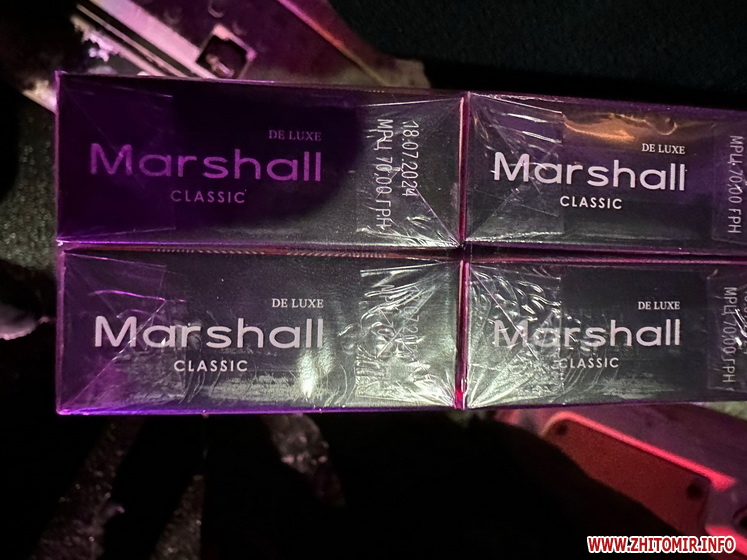 DE LUXE
Marshall
CLASSIC
18.07.2024
МРЦ 70,00 ГРН
DE LUXE
Marshall
CLASSIC
МРЦ 70,00 ГРН
DE LUXE
Marshall
CLASSIC
DE LUXE
Marshall
CLASSIC
МРЦ 70,00 ГРН
WWW.ZHITOMIR.INFO